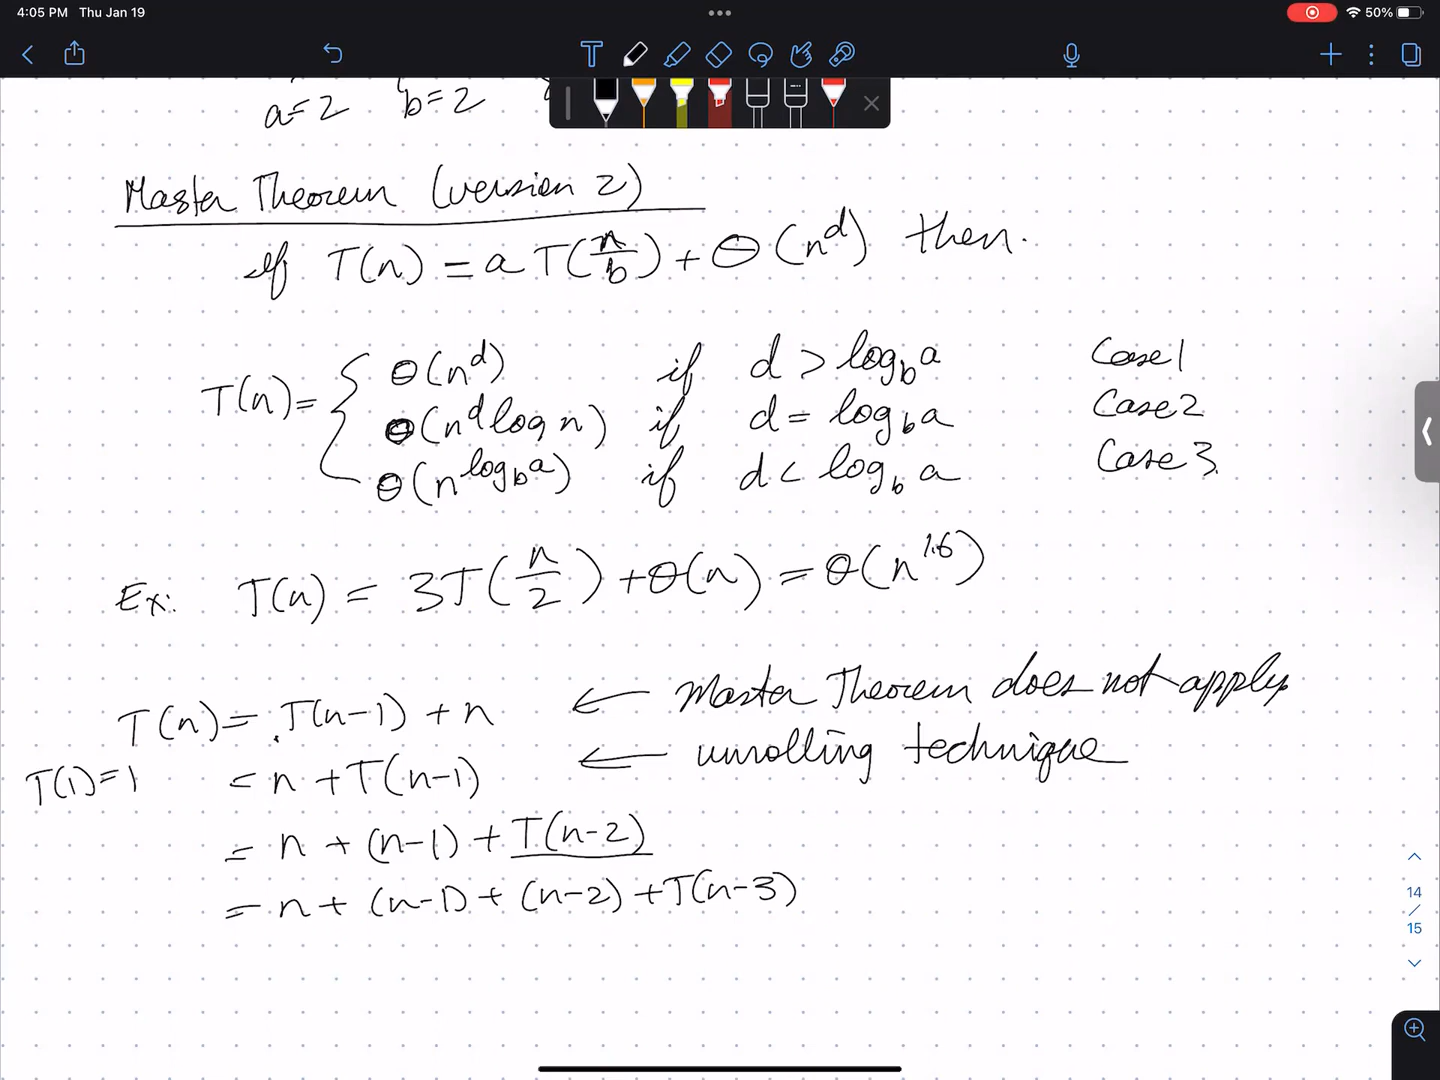 4:05 PM Thu Jan 19
50%
a=2 b=2
Master Theorem (version 2)
If T(n) = a T(n/b) + Θ(n^d) then.
T(n) = { Θ(n^d) if d > log_b a Case 1
Θ(n^d log n) if d = log_b a Case 2
Θ(n^{log_b a}) if d < log_b a Case 3.
Ex: T(n) = 3T(n/2) + Θ(n) = Θ(n^{1.6})
T(n) = T(n-1) + n ← Master Theorem does not apply.
T(1)=1 = n + T(n-1) ← unrolling technique
= n + (n-1) + T(n-2)
= n + (n-1) + (n-2) + T(n-3)
14
/
15